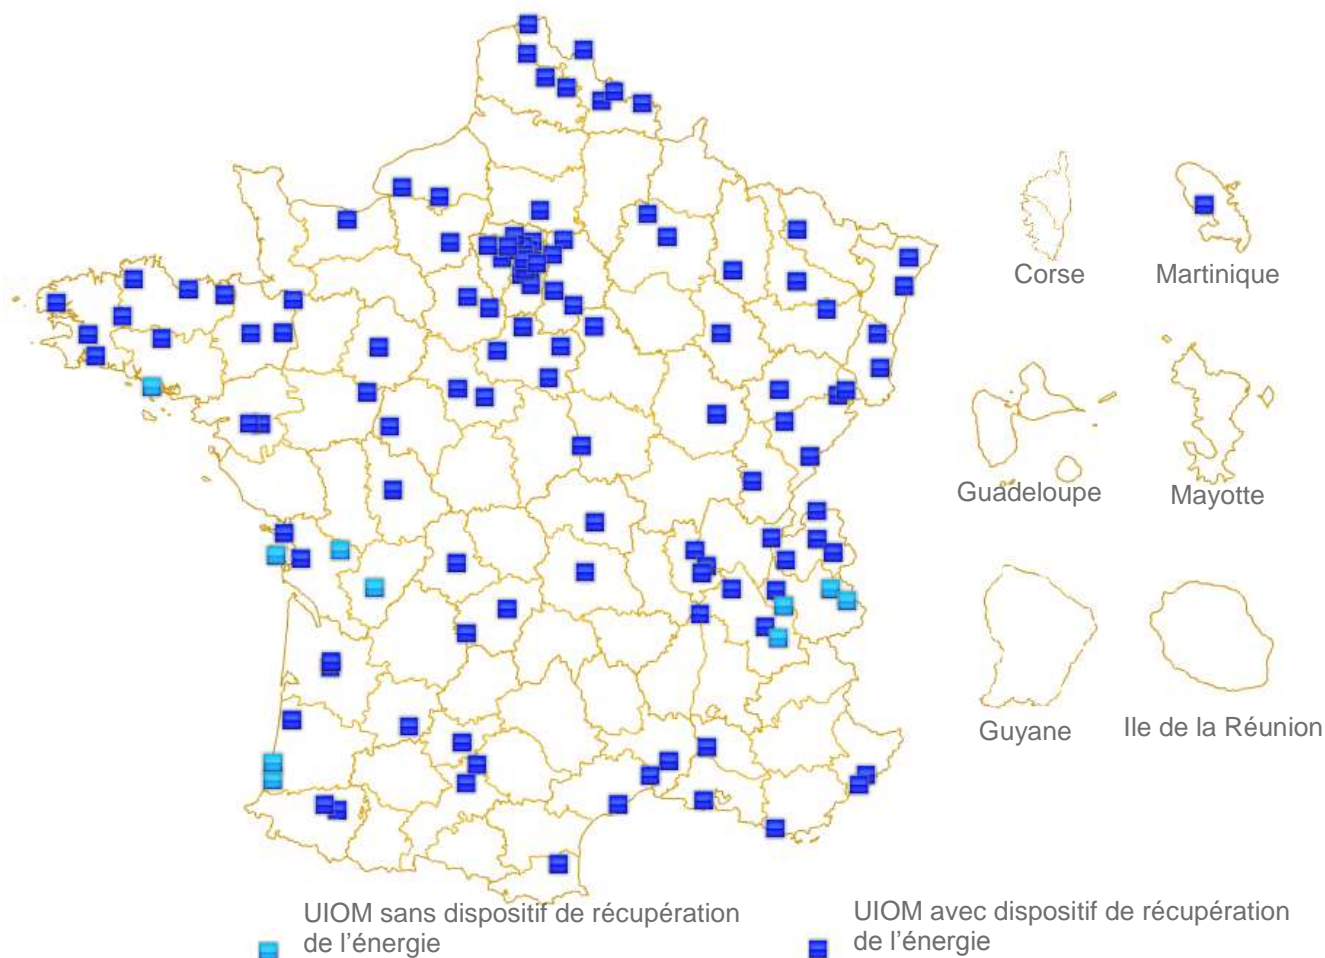 Corse
Martinique
Guadeloupe
Mayotte
Guyane
Ile de la Réunion
UIOM sans dispositif de récupération
de l'énergie
UIOM avec dispositif de récupération
de l'énergie